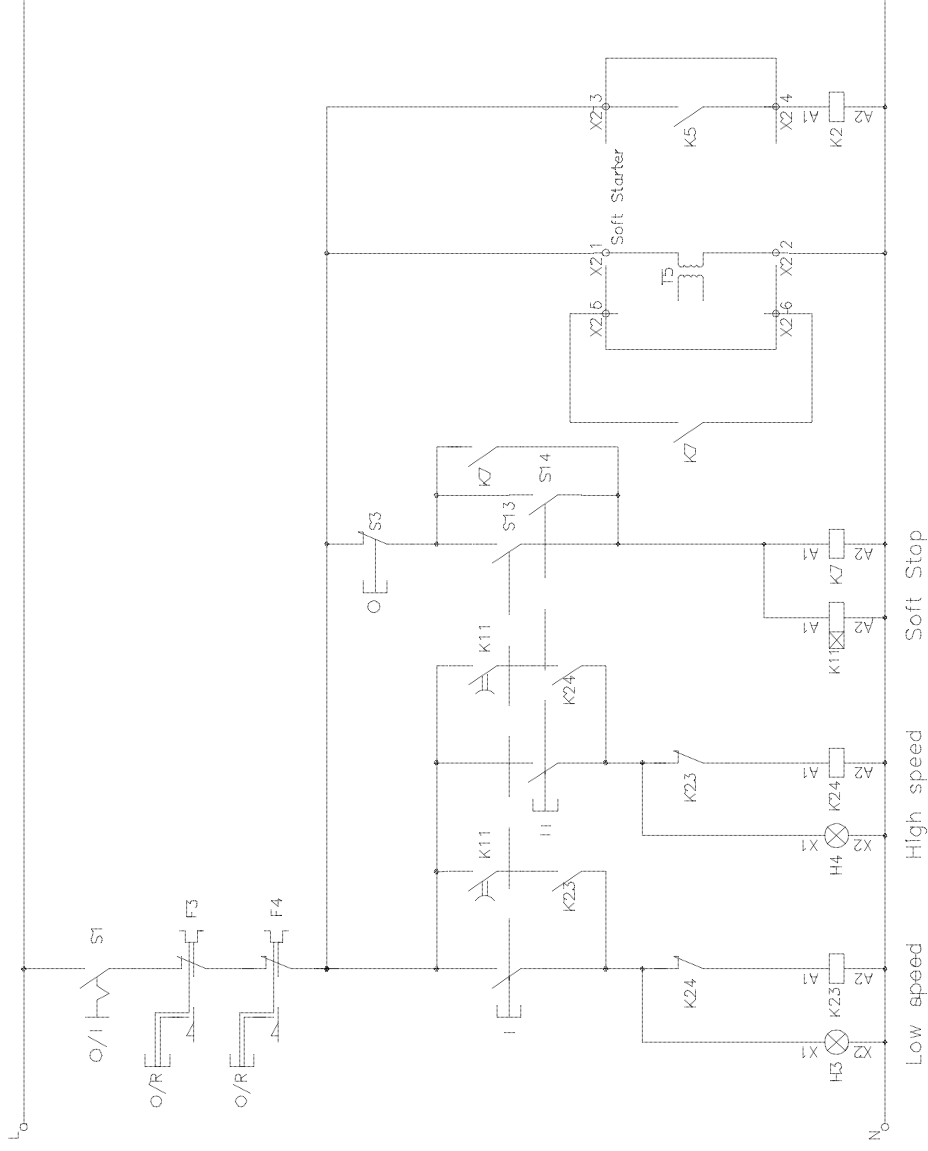 L
S1
O/I
F3
O/R
F4
O/R
S3
O
X2 3
K5
X2 4
A1
K2
A2
Soft Starter
X2 1
T5
X2 2
X2 5
X2 6
K7
K7
S14
S13
K11
K24
K11
K23
II
I
A1
K7
A2
A1
K11
A2
K23
A1
K24
A2
X1
H4
X2
K24
A1
K23
A2
X1
H3
X2
N
Low speed
High speed
Soft Stop